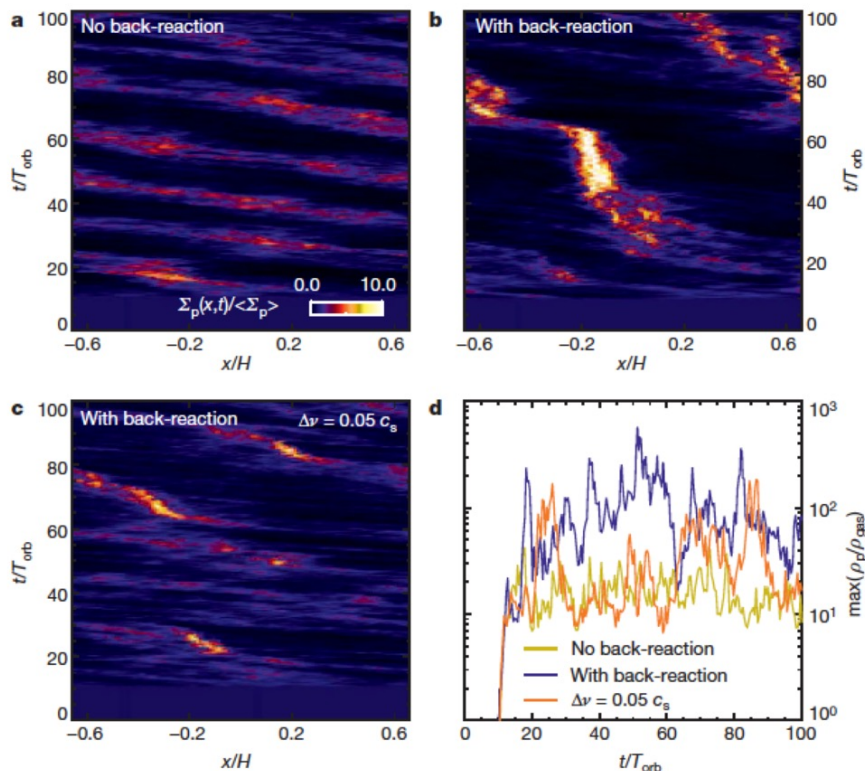 a
No back-reaction
100
80
60
40
20
0
t/T_orb
0.0 10.0
Σ_p(x,t)/<Σ_p>
−0.6 −0.2 0.2 0.6
x/H
b
With back-reaction
100
80
60
40
20
0
t/T_orb
−0.6 −0.2 0.2 0.6
x/H
c
With back-reaction Δν = 0.05 c_s
100
80
60
40
20
0
t/T_orb
−0.6 −0.2 0.2 0.6
x/H
d
10^3
10^2
10^1
10^0
max(ρ_p/ρ_gas)
No back-reaction
With back-reaction
Δν = 0.05 c_s
0 20 40 60 80 100
t/T_orb